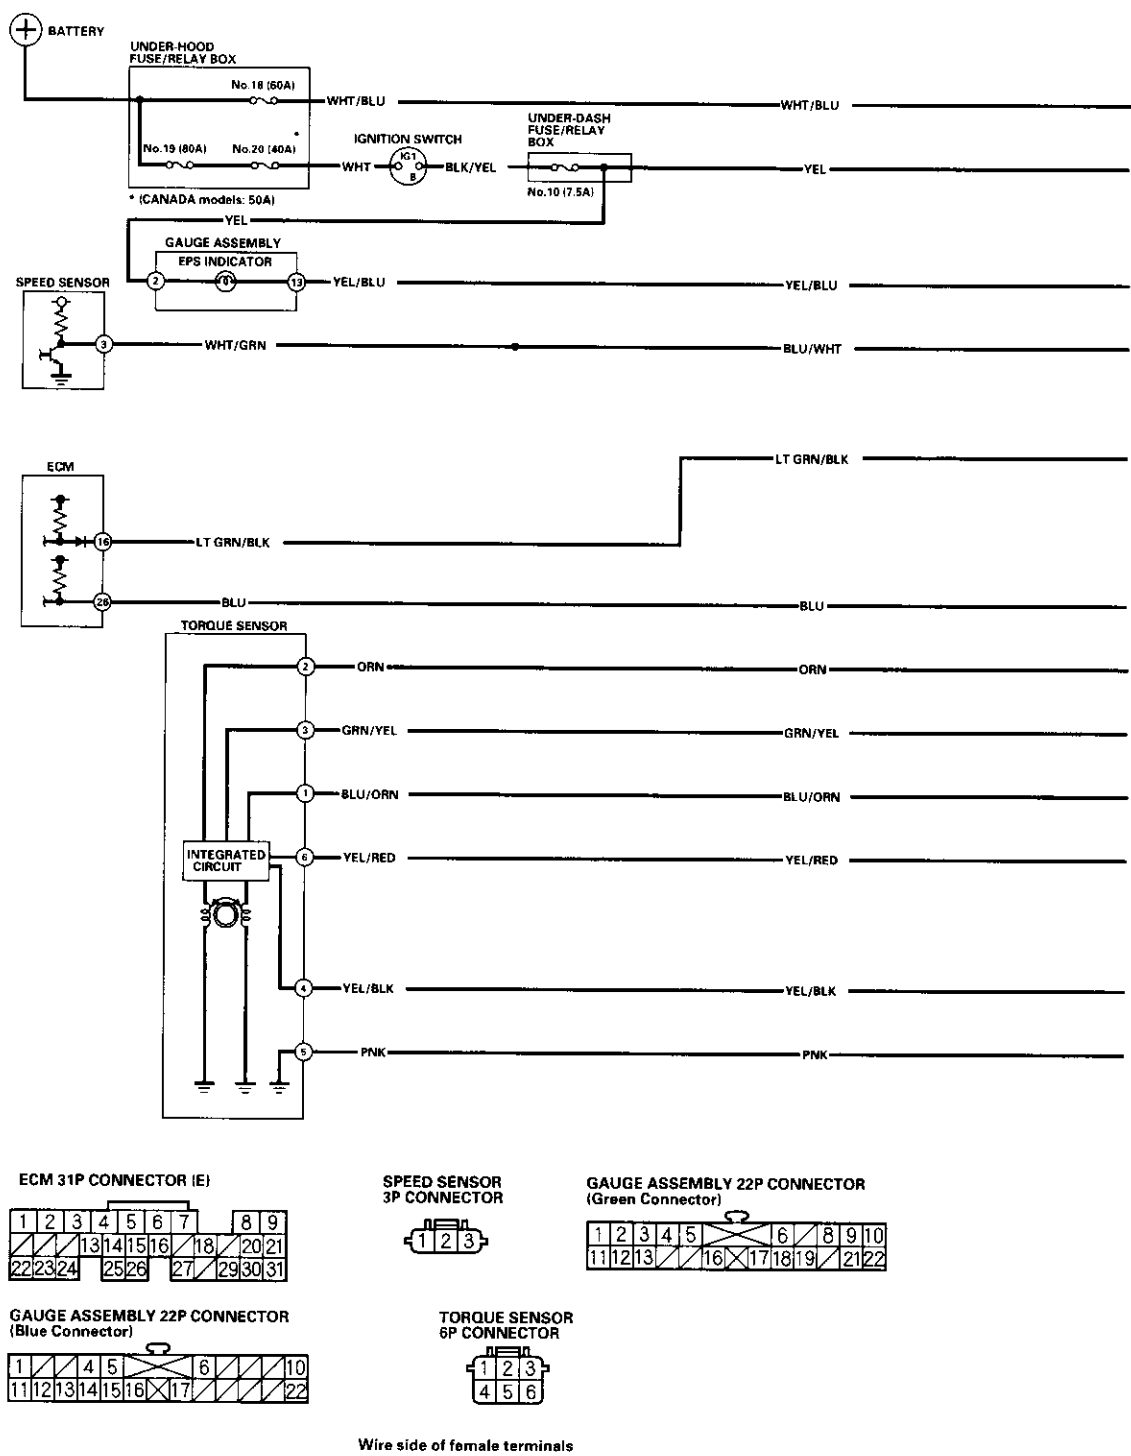 BATTERY
UNDER-HOOD
FUSE/RELAY BOX
No.18 (60A)
WHT/BLU
WHT/BLU
UNDER-DASH
FUSE/RELAY
BOX
*
IGNITION SWITCH
No.19 (80A)
No.20 (40A)
WHT
IG1
B
BLK/YEL
YEL
No.10 (7.5A)
* (CANADA models: 50A)
YEL
GAUGE ASSEMBLY
EPS INDICATOR
2
13
YEL/BLU
YEL/BLU
SPEED SENSOR
3
WHT/GRN
BLU/WHT
ECM
LT GRN/BLK
16
LT GRN/BLK
26
BLU
BLU
TORQUE SENSOR
2
ORN
ORN
3
GRN/YEL
GRN/YEL
1
BLU/ORN
BLU/ORN
INTEGRATED
CIRCUIT
6
YEL/RED
YEL/RED
4
YEL/BLK
YEL/BLK
5
PNK
PNK
ECM 31P CONNECTOR (E)
1 2 3 4 5 6 7 8 9
13 14 15 16 18 20 21
22 23 24 25 26 27 29 30 31
SPEED SENSOR
3P CONNECTOR
1 2 3
GAUGE ASSEMBLY 22P CONNECTOR
(Green Connector)
1 2 3 4 5 6 8 9 10
11 12 13 16 17 18 19 21 22
GAUGE ASSEMBLY 22P CONNECTOR
(Blue Connector)
1 4 5 6 10
11 12 13 14 15 16 17 22
TORQUE SENSOR
6P CONNECTOR
1 2 3
4 5 6
Wire side of female terminals